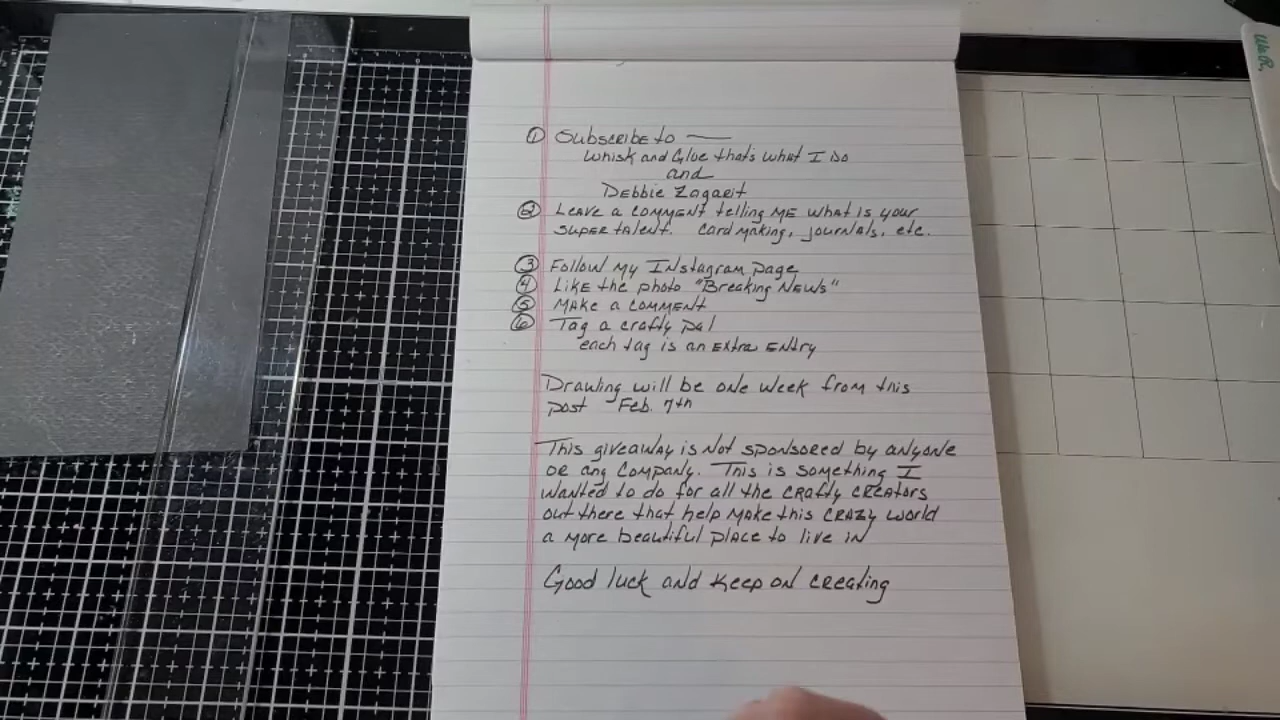 ① Subscribe to —
Whisk and Glue that's what I Do
and
Debbie Zagarit
② Leave a comment telling me what is your
super talent. Card making, journals, etc.
③ Follow my Instagram page
④ Like the photo "Breaking News"
⑤ Make a comment
⑥ Tag a crafty pal
each tag is an extra entry
Drawing will be one week from this
post Feb. 7th
This giveaway is not sponsored by anyone
or any company. This is something I
wanted to do for all the crafty creators
out there that help make this crazy world
a more beautiful place to live in
Good luck and keep on creating